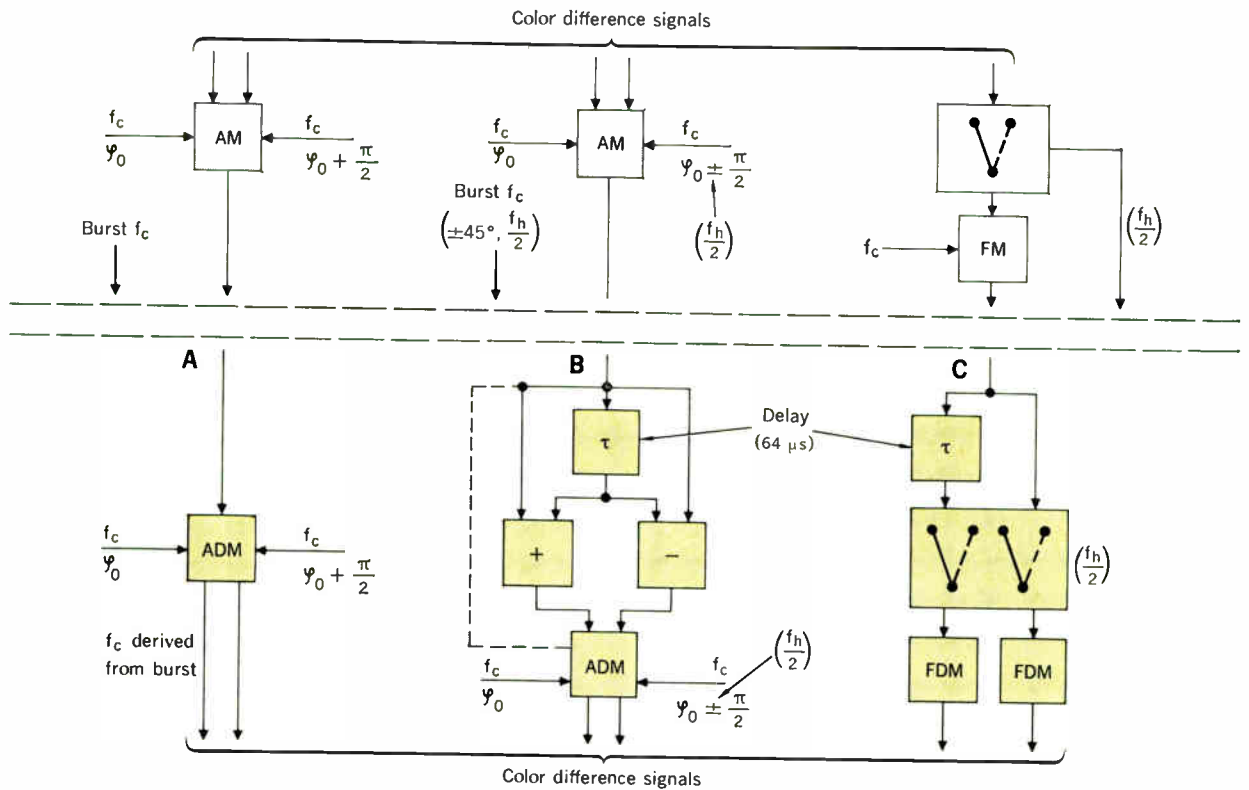 Color difference signals
f_c
φ_0
AM
f_c
φ_0 + π/2
Burst f_c
f_c
φ_0
AM
f_c
φ_0 ± π/2
(f_h/2)
Burst f_c
(±45°, f_h/2)
f_c
FM
(f_h/2)
A
B
C
τ
Delay
(64 μs)
τ
f_c
φ_0
ADM
f_c
φ_0 + π/2
+
−
(f_h/2)
f_c derived
from burst
f_c
φ_0
ADM
f_c
φ_0 ± π/2
(f_h/2)
FDM
FDM
Color difference signals